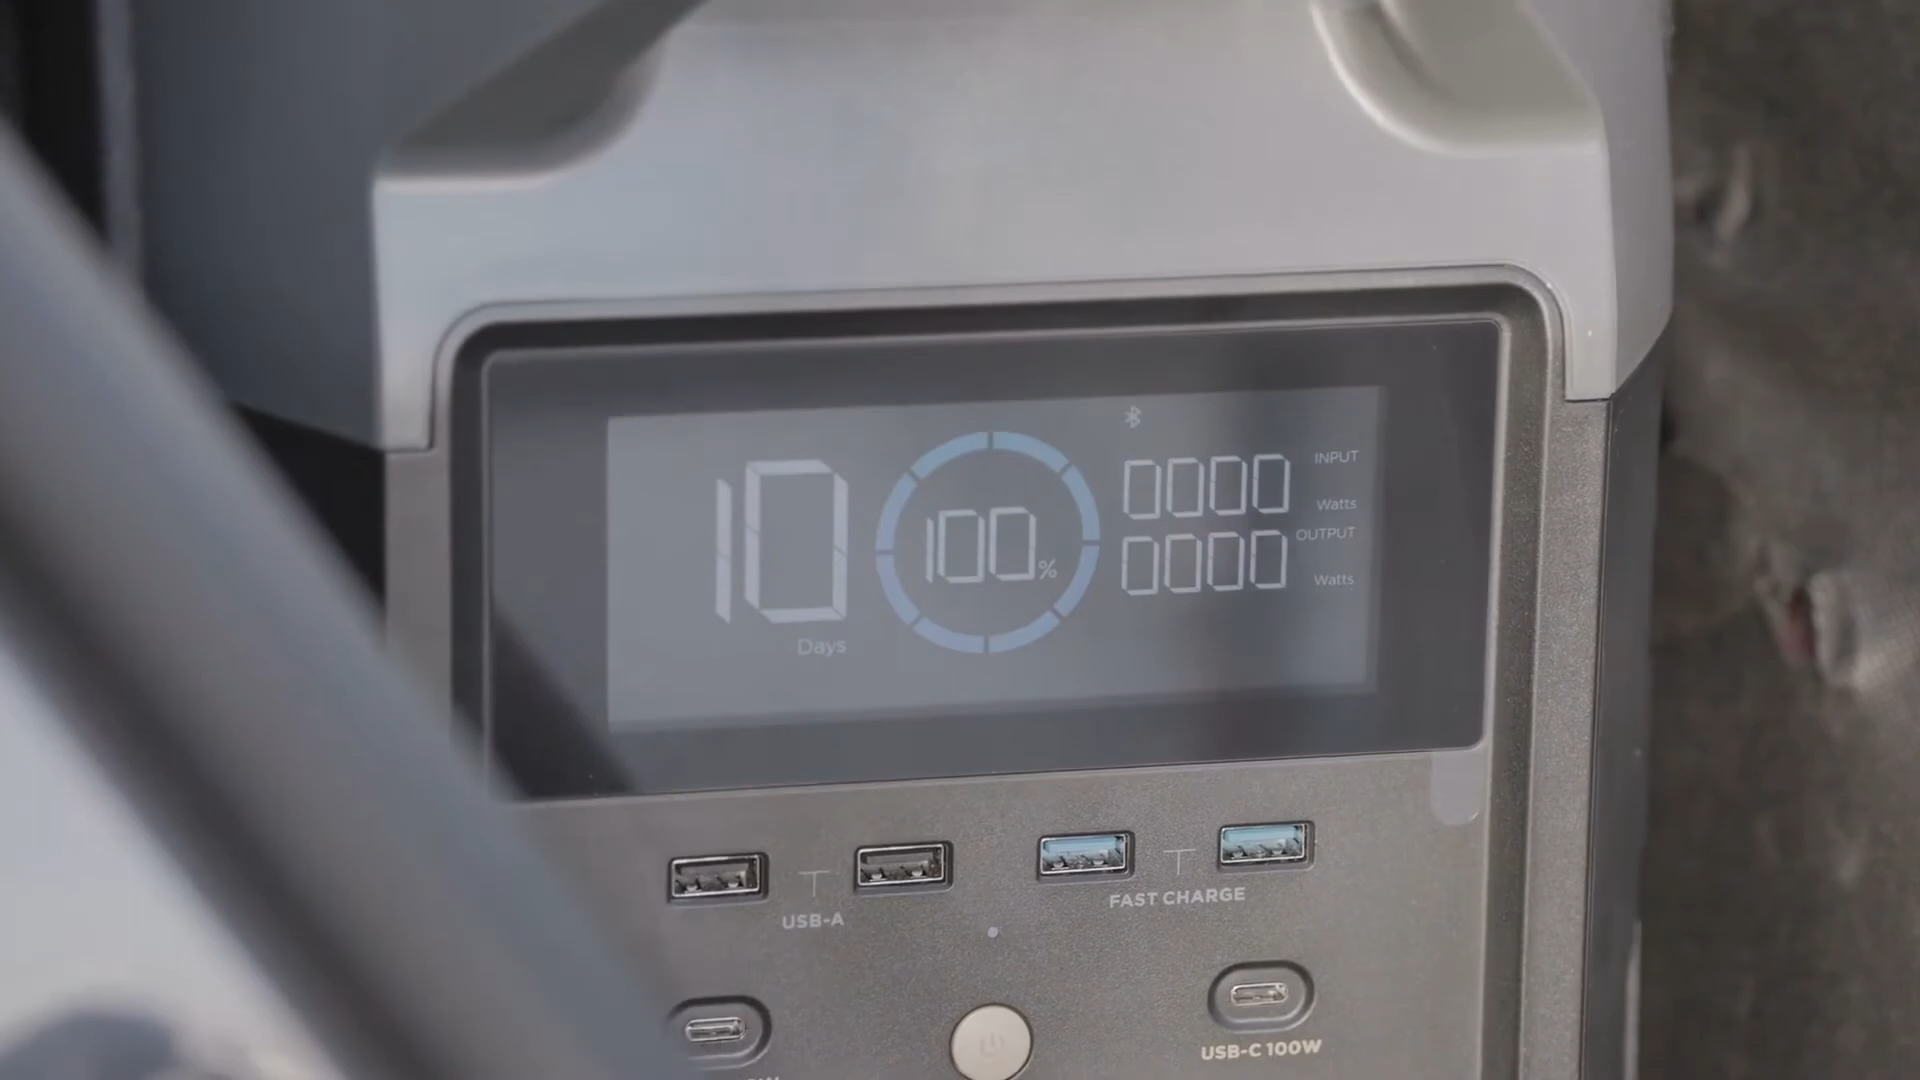 10
Days
100%
0000 INPUT
Watts
0000 OUTPUT
Watts
USB-A
FAST CHARGE
USB-C 100W